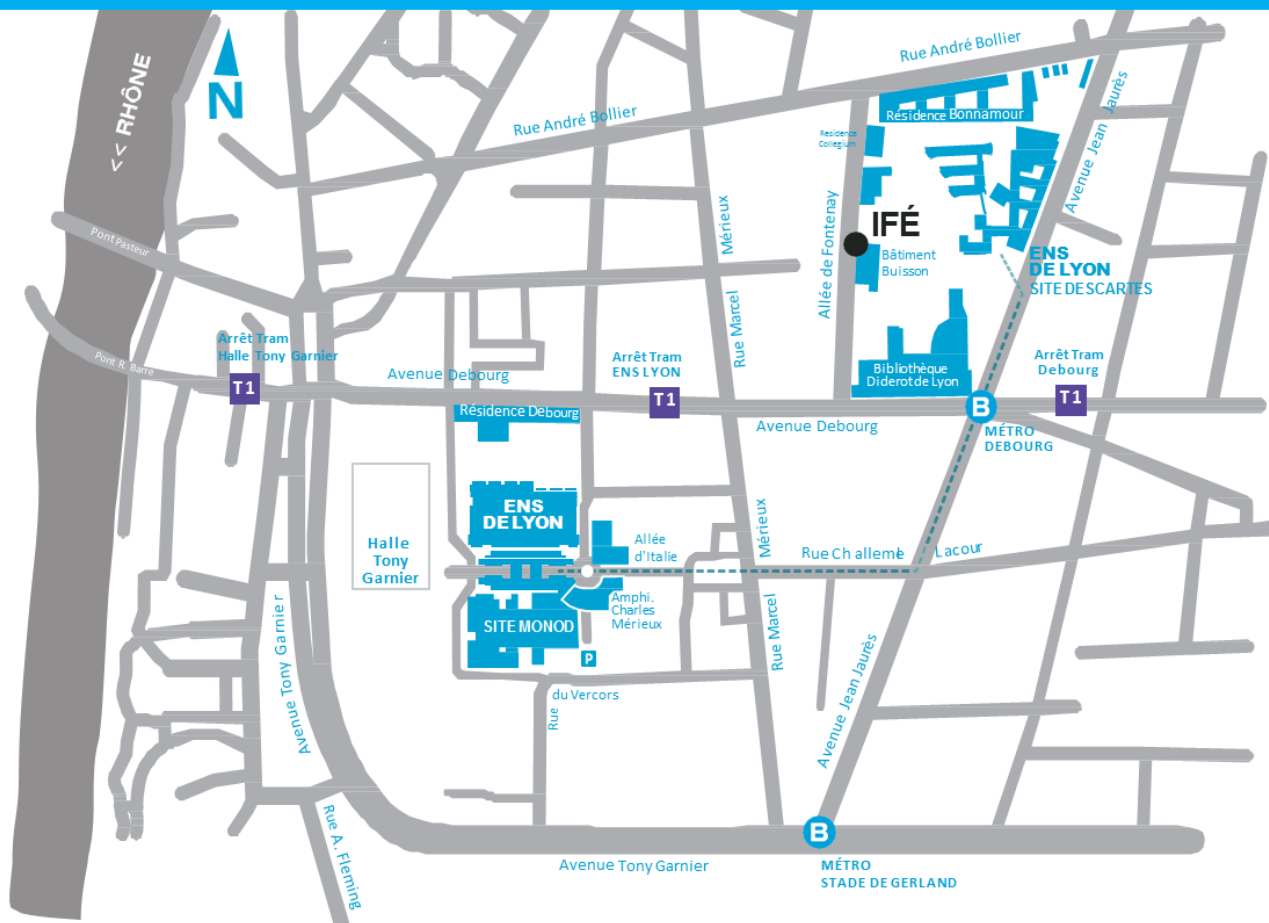 Rue André Bollier
<< RHÔNE
N
Rue André Bollier
Avenue Jean Jaurès
Résidence Bonnamour
Résidence
Collegium
Pont Pasteur
Mérieux
Allée de Fontenay
IFÉ
Bâtiment
Buisson
ENS
DE LYON
SITE DESCARTES
Rue Marcel
Pont R. Barre
Arrêt Tram
Halle Tony Garnier
T1
Avenue Debourg
Arrêt Tram
ENS LYON
T1
Bibliothèque
Diderot de Lyon
Arrêt Tram
Debourg
T1
B
MÉTRO
DEBOURG
Résidence Debourg
Avenue Debourg
ENS
DE LYON
Halle
Tony
Garnier
Allée
d'Italie
Mérieux
Rue Challemel Lacour
Amphi.
Charles
Mérieux
SITE MONOD
P
Rue Marcel
Avenue Tony Garnier
Rue du Vercors
Avenue Jean Jaurès
Rue A. Fleming
B
Avenue Tony Garnier
MÉTRO
STADE DE GERLAND